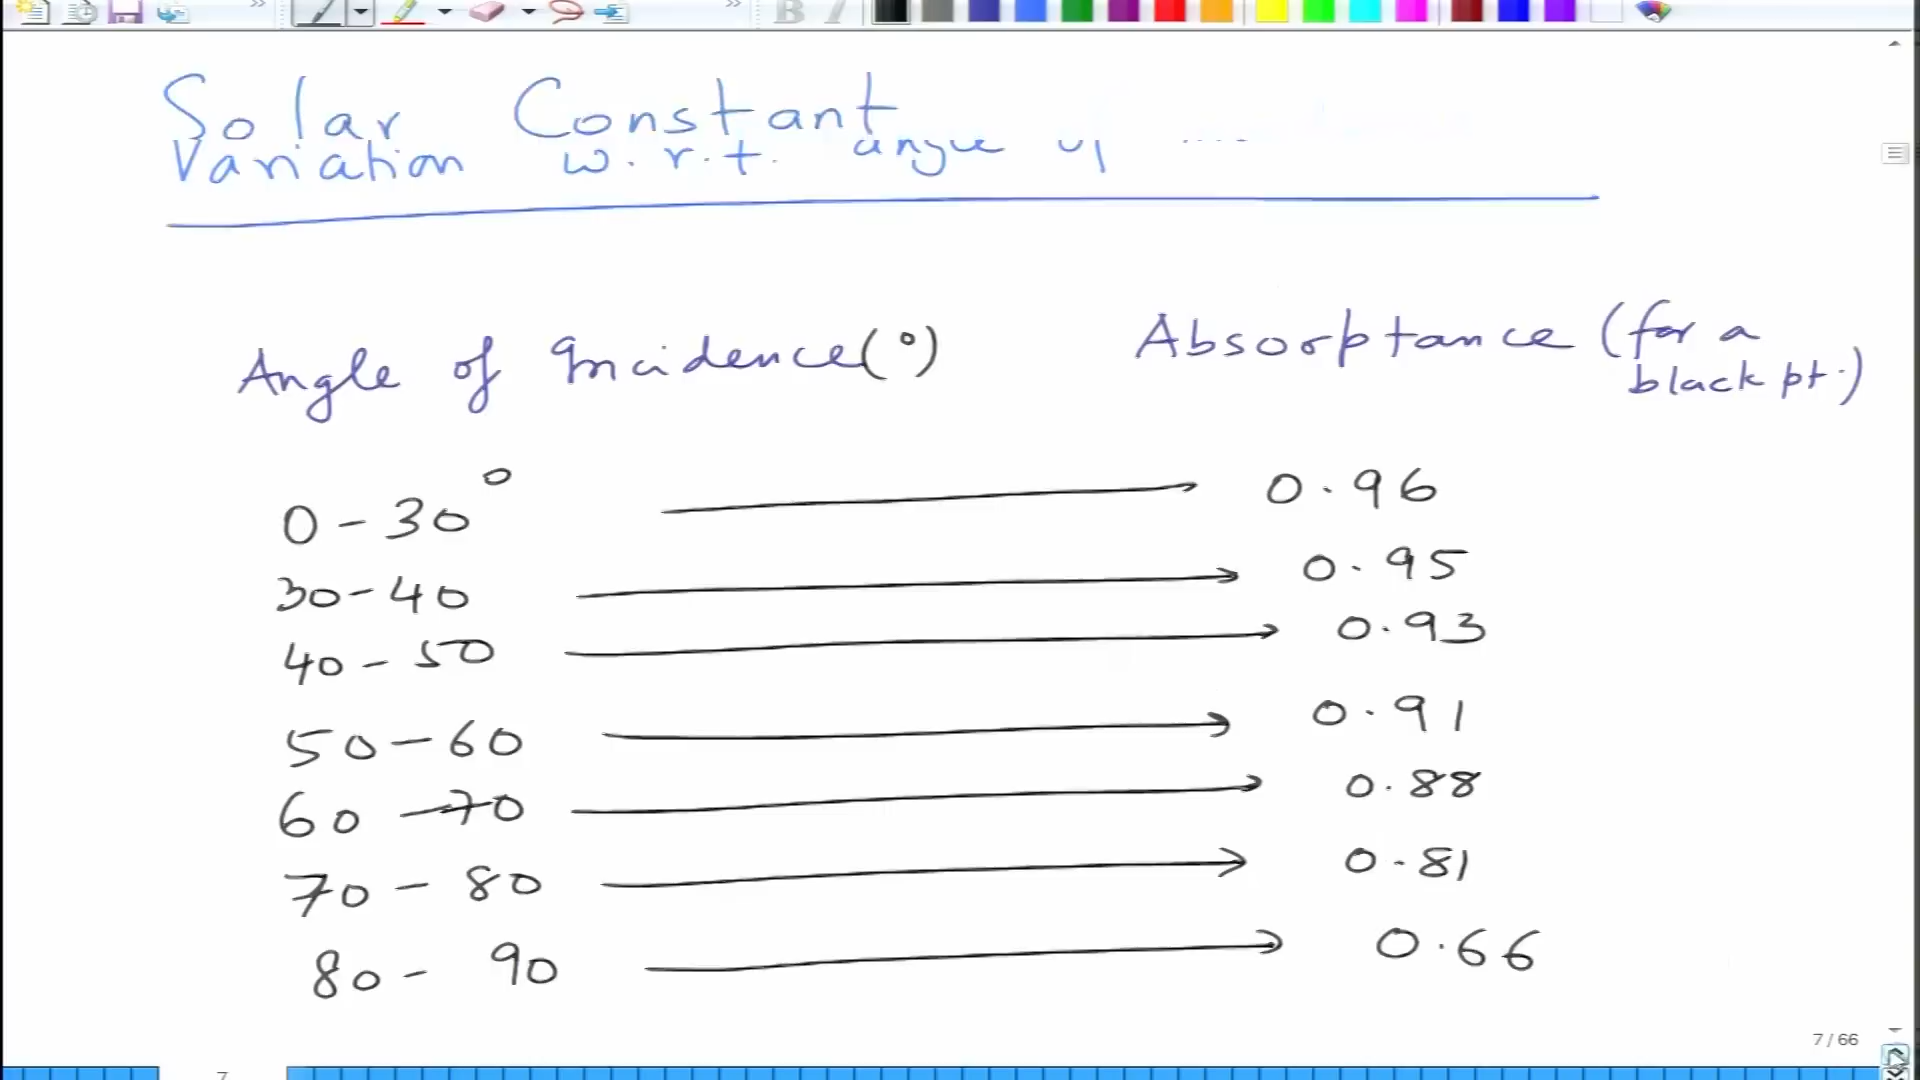 Solar Constant
Variation w.r.t. angle of
Angle of Incidence(°) Absorptance (for a
black pt.)
0-30° 0.96
30-40 0.95
40-50 0.93
50-60 0.91
60-70 0.88
70-80 0.81
80-90 0.66
7/66
7